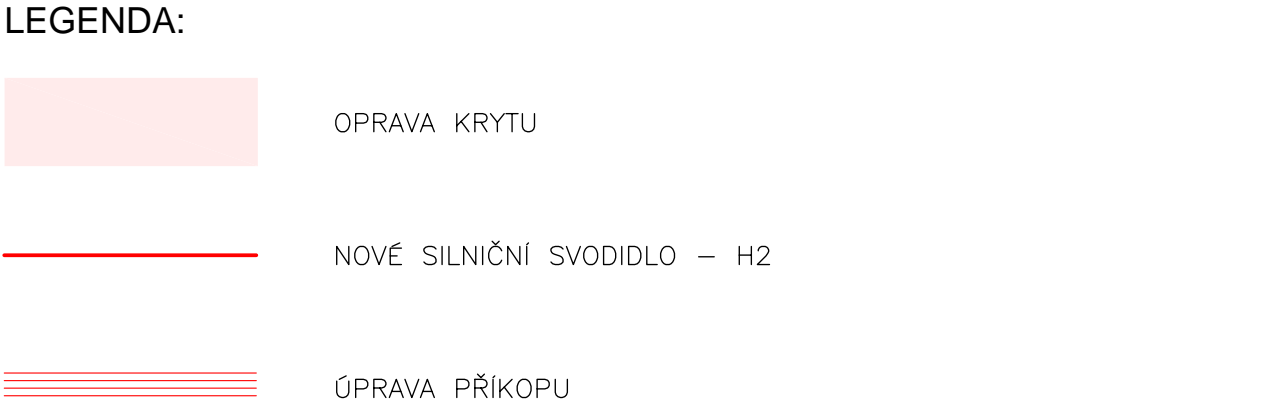 LEGENDA:
OPRAVA KRYTU
NOVÉ SILNIČNÍ SVODIDLO – H2
ÚPRAVA PŘÍKOPU